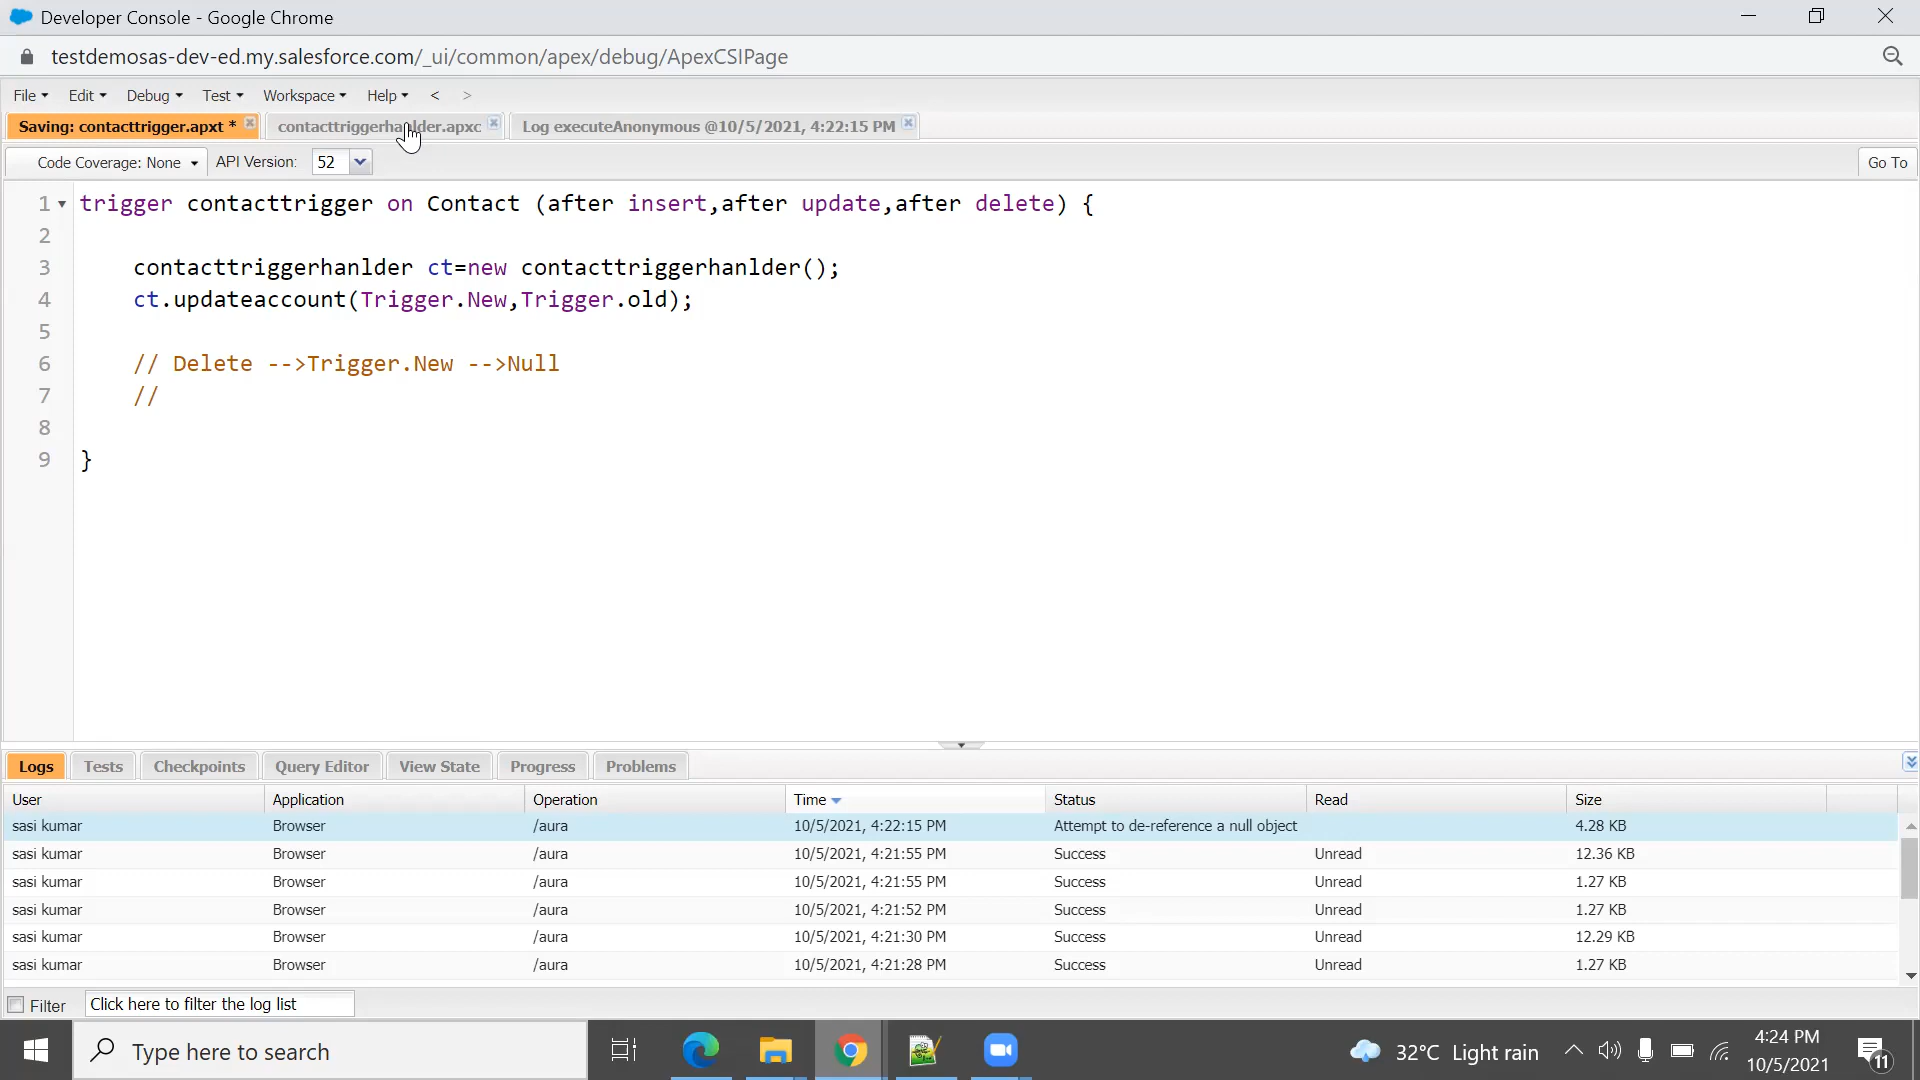 Developer Console - Google Chrome
testdemosas-dev-ed.my.salesforce.com/_ui/common/apex/debug/ApexCSIPage
File Edit Debug Test Workspace Help < >
Saving: contacttrigger.apxt * contacttriggerhanlder.apxc Log executeAnonymous @10/5/2021, 4:22:15 PM
Code Coverage: None API Version: 52 Go To
1 trigger contacttrigger on Contact (after insert,after update,after delete) {
2
3 contacttriggerhanlder ct=new contacttriggerhanlder();
4 ct.updateaccount(Trigger.New,Trigger.old);
5
6 // Delete -->Trigger.New -->Null
7 //
8
9 }
Logs Tests Checkpoints Query Editor View State Progress Problems
User Application Operation Time Status Read Size
sasi kumar Browser /aura 10/5/2021, 4:22:15 PM Attempt to de-reference a null object 4.28 KB
sasi kumar Browser /aura 10/5/2021, 4:21:55 PM Success Unread 12.36 KB
sasi kumar Browser /aura 10/5/2021, 4:21:55 PM Success Unread 1.27 KB
sasi kumar Browser /aura 10/5/2021, 4:21:52 PM Success Unread 1.27 KB
sasi kumar Browser /aura 10/5/2021, 4:21:30 PM Success Unread 12.29 KB
sasi kumar Browser /aura 10/5/2021, 4:21:28 PM Success Unread 1.27 KB
Filter Click here to filter the log list
Type here to search 32°C Light rain 4:24 PM
10/5/2021 11